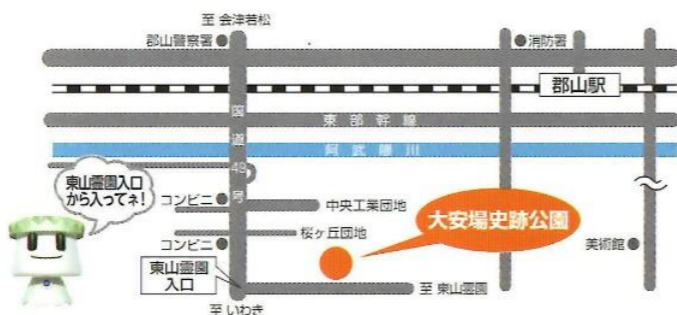 至 会津若松
郡山警察署
消防署
郡山駅
国道49号
東部幹線
阿武隈川
東山霊園入口
から入ってネ!
コンビニ
中央工業団地
大安場史跡公園
桜ヶ丘団地
コンビニ
美術館
東山霊園
入口
至 東山霊園
至 いわき